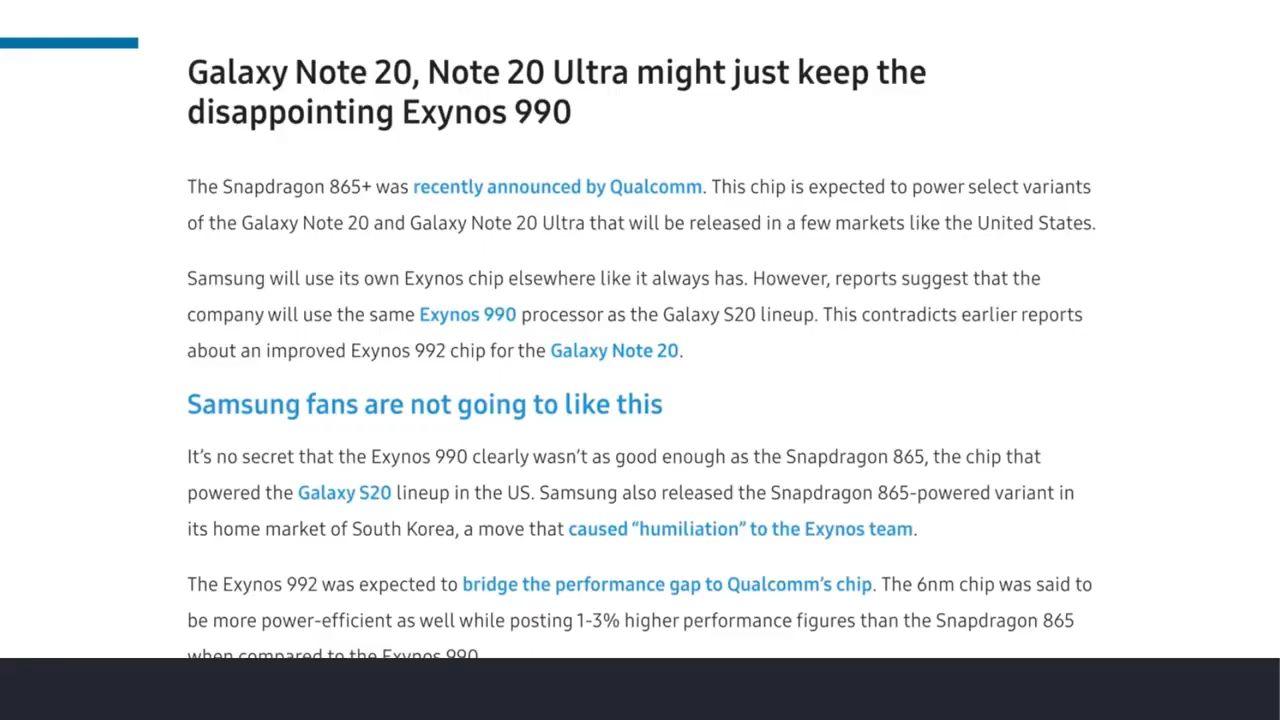 Galaxy Note 20, Note 20 Ultra might just keep the
disappointing Exynos 990
The Snapdragon 865+ was recently announced by Qualcomm. This chip is expected to power select variants
of the Galaxy Note 20 and Galaxy Note 20 Ultra that will be released in a few markets like the United States.
Samsung will use its own Exynos chip elsewhere like it always has. However, reports suggest that the
company will use the same Exynos 990 processor as the Galaxy S20 lineup. This contradicts earlier reports
about an improved Exynos 992 chip for the Galaxy Note 20.
Samsung fans are not going to like this
It's no secret that the Exynos 990 clearly wasn't as good enough as the Snapdragon 865, the chip that
powered the Galaxy S20 lineup in the US. Samsung also released the Snapdragon 865-powered variant in
its home market of South Korea, a move that caused “humiliation” to the Exynos team.
The Exynos 992 was expected to bridge the performance gap to Qualcomm's chip. The 6nm chip was said to
be more power-efficient as well while posting 1-3% higher performance figures than the Snapdragon 865
when compared to the Exynos 990.